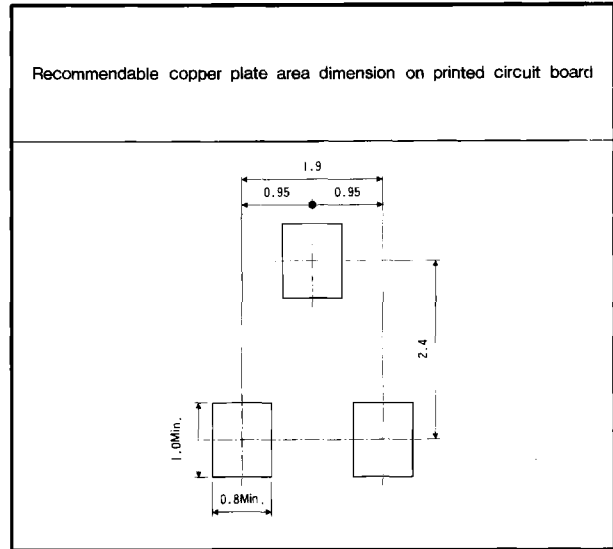 Recommendable copper plate area dimension on printed circuit board
1.9
0.95 0.95
2.4
1.0Min.
0.8Min.